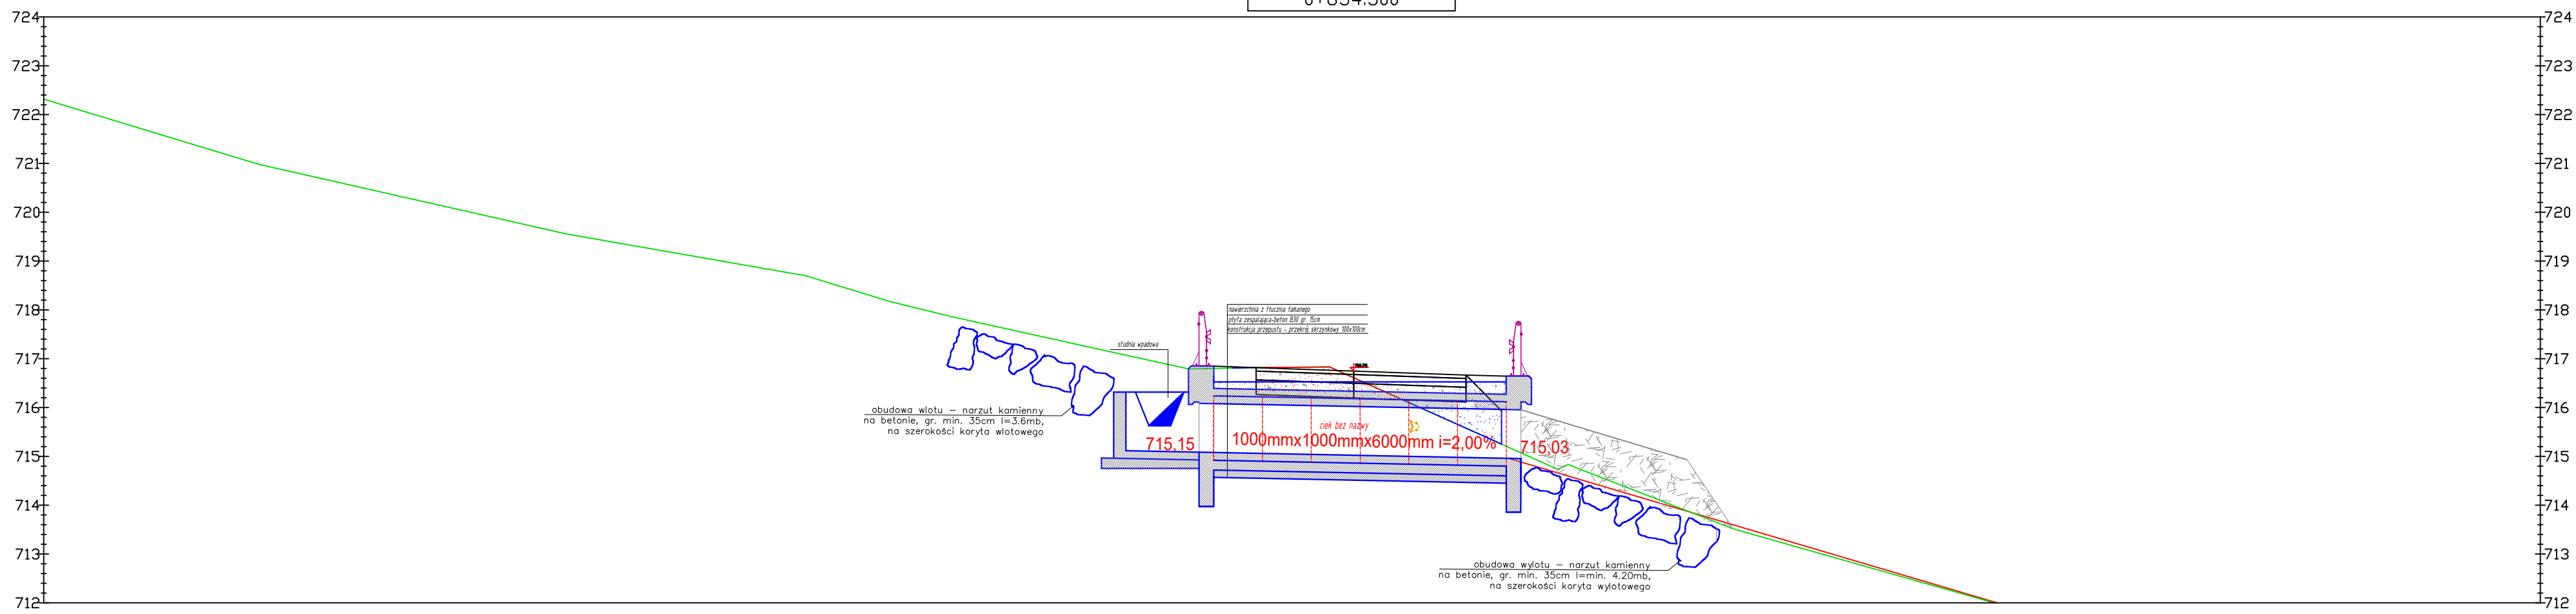 724
723
722
721
720
719
718
717
716
715
714
713
712
nawierzchnia z tłucznia łamanego
płyta zespalająca-beton B30 gr. 15cm
konstrukcja przepustu - przekrój skrzynkowy 100x100cm
studnia wpadowa
obudowa wlotu – narzut kamienny
na betonie, gr. min. 35cm l=3.6mb,
na szerokości koryta wlotowego
ciek bez nazwy
715,15
1000mmx1000mmx6000mm i=2,00%
715,03
obudowa wylotu – narzut kamienny
na betonie, gr. min. 35cm l=min. 4.20mb,
na szerokości koryta wylotowego
724
723
722
721
720
719
718
717
716
715
714
713
712